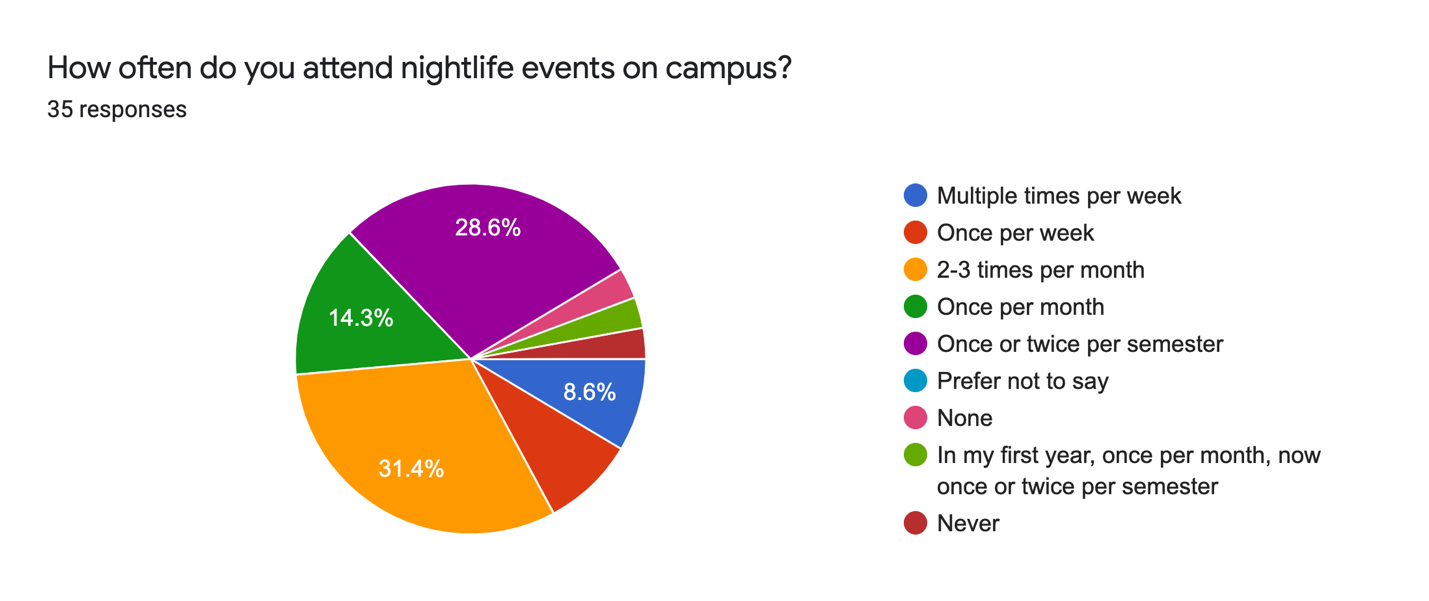 How often do you attend nightlife events on campus?
35 responses
28.6%
14.3%
8.6%
31.4%
Multiple times per week
Once per week
2-3 times per month
Once per month
Once or twice per semester
Prefer not to say
None
In my first year, once per month, now
once or twice per semester
Never